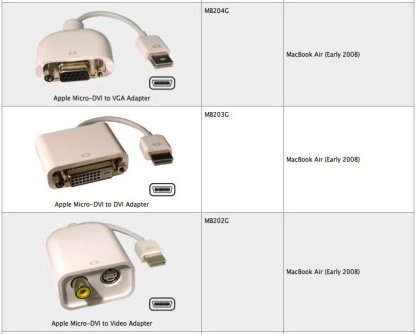 MB204G
MacBook Air (Early 2008)
Apple Micro-DVI to VGA Adapter
MB203G
MacBook Air (Early 2008)
Apple Micro-DVI to DVI Adapter
MB202G
MacBook Air (Early 2008)
Apple Micro-DVI to Video Adapter